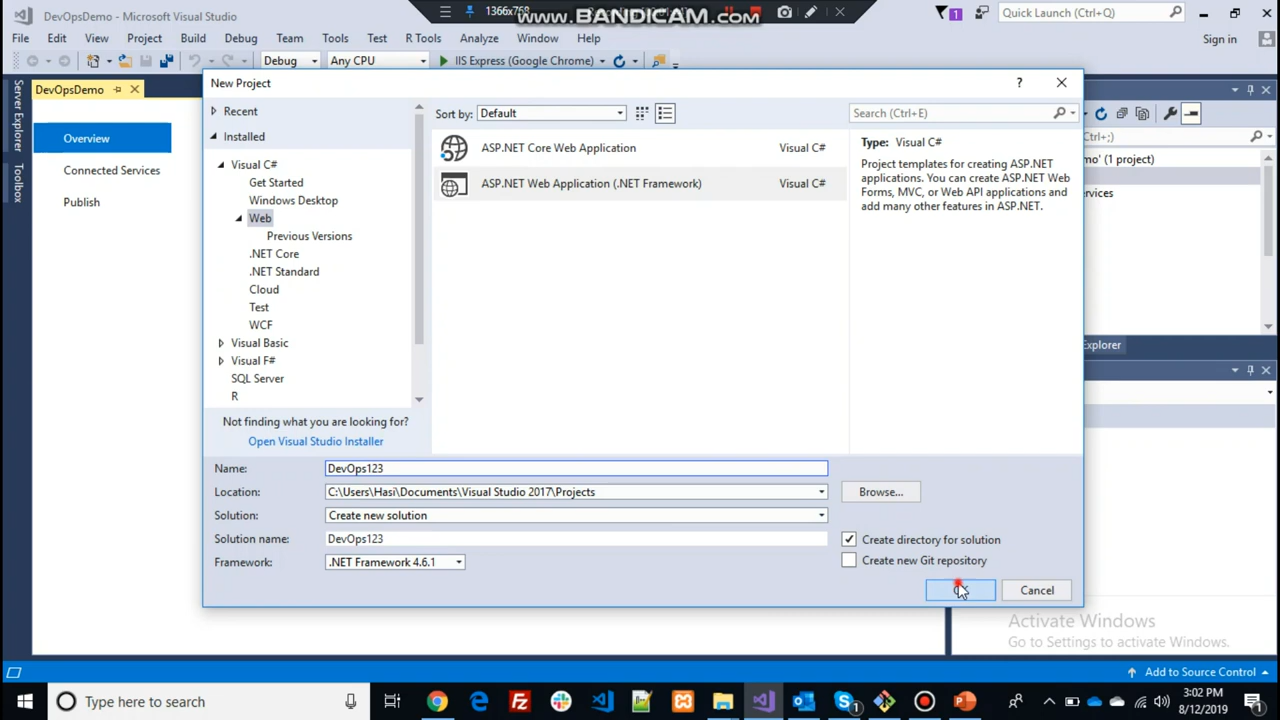 DevOpsDemo - Microsoft Visual Studio
1366x768
www.BANDICAM.com
1
Quick Launch (Ctrl+Q)
File Edit View Project Build Debug Team Tools Test R Tools Analyze Window Help
Sign in
Debug Any CPU IIS Express (Google Chrome)
Server Explorer
Toolbox
DevOpsDemo
Overview
Connected Services
Publish
New Project
?
Recent
Installed
Visual C#
Get Started
Windows Desktop
Web
Previous Versions
.NET Core
.NET Standard
Cloud
Test
WCF
Visual Basic
Visual F#
SQL Server
R
Not finding what you are looking for?
Open Visual Studio Installer
Sort by: Default
ASP.NET Core Web Application Visual C#
ASP.NET Web Application (.NET Framework) Visual C#
Search (Ctrl+E)
Type: Visual C#
Project templates for creating ASP.NET
applications. You can create ASP.NET Web
Forms, MVC, or Web API applications and
add many other features in ASP.NET.
Name: DevOps123
Location: C:\Users\Hasi\Documents\Visual Studio 2017\Projects
Browse...
Solution: Create new solution
Solution name: DevOps123
Create directory for solution
Framework: .NET Framework 4.6.1
Create new Git repository
Cancel
+;)
mo' (1 project)
rvices
Explorer
Activate Windows
Go to Settings to activate Windows.
Add to Source Control
Type here to search
1
3:02 PM
8/12/2019
1